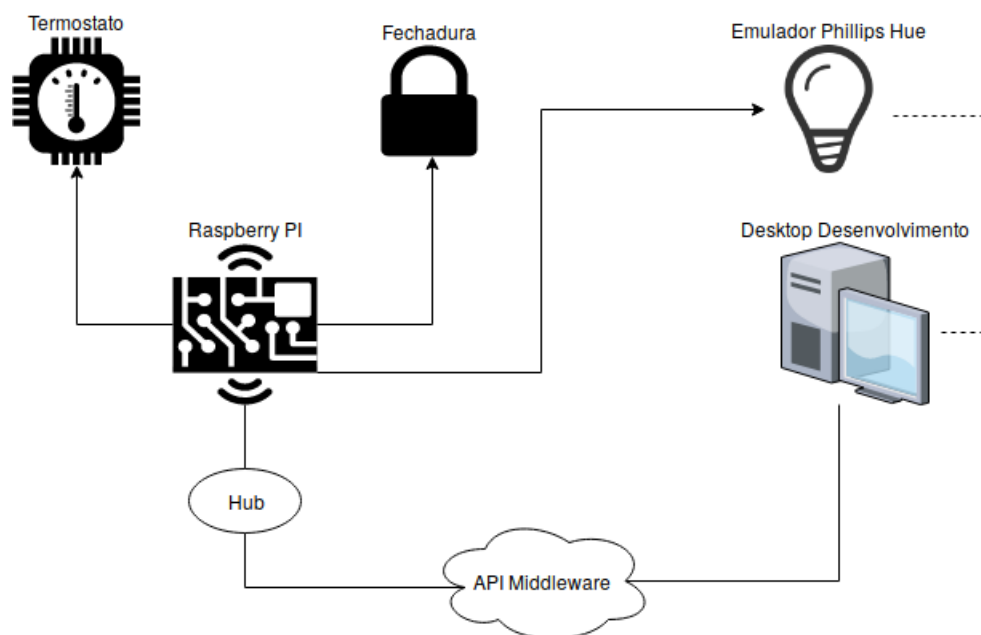 Termostato
Fechadura
Emulador Phillips Hue
Raspberry PI
Desktop Desenvolvimento
Hub
API Middleware